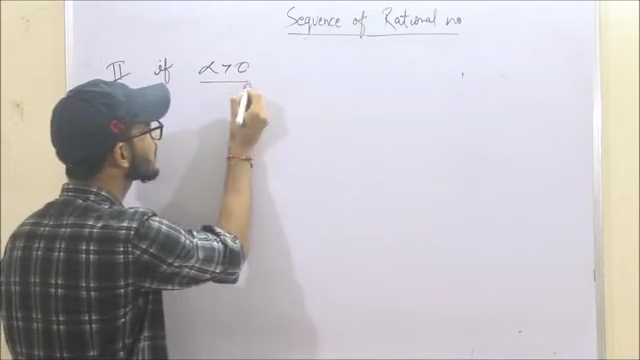 Sequence of Rational no
II if α > 0